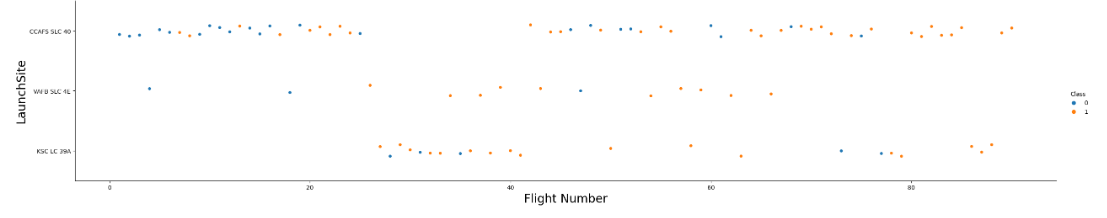 CCAFS SLC 40
VAFB SLC 4E
KSC LC 39A
LaunchSite
0
20
40
60
80
Flight Number
Class
0
1